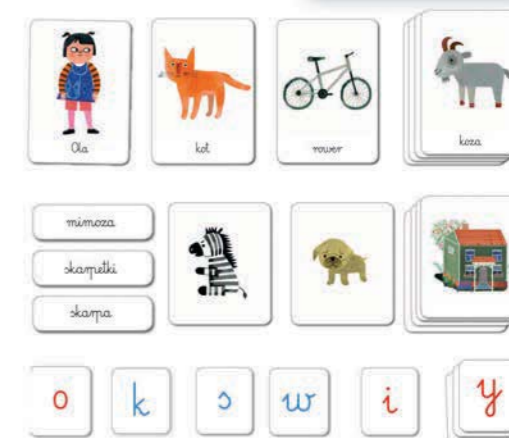 Ola
kot
rower
koza
mimoza
skarpetki
skarpa
o k s w i y